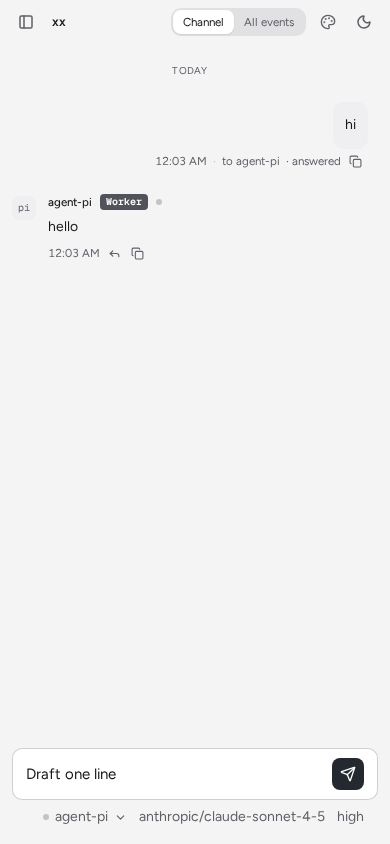 xx
Channel
All events
TODAY
hi
12:03 AM · to agent-pi · answered
pi
agent-pi Worker
hello
12:03 AM
Draft one line
agent-pi anthropic/claude-sonnet-4-5 high